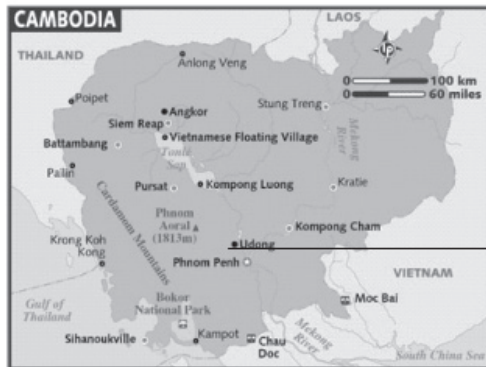 CAMBODIA
LAOS
THAILAND
Anlong Veng
0 100 km
0 60 miles
Poipet
Angkor
Stung Treng
Siem Reap
Vietnamese Floating Village
Battambang
Tonlé
Sap
Mekong
River
Pailin
Pursat
Kompong Luong
Kratie
Cardamom Mountains
Phnom
Aoral
(1813m)
Kompong Cham
Krong Koh
Kong
Udong
Phnom Penh
VIETNAM
Gulf of
Thailand
Bokor
National Park
Moc Bai
Sihanoukville
Kampot
Chau
Doc
Mekong
River
South China Sea